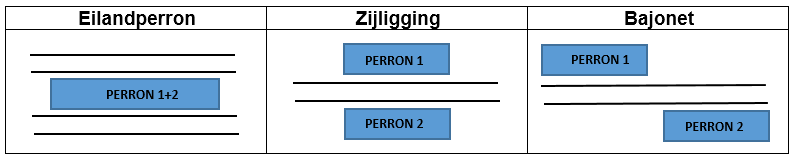 Eilandperron
Zijligging
Bajonet
PERRON 1+2
PERRON 1
PERRON 2
PERRON 1
PERRON 2